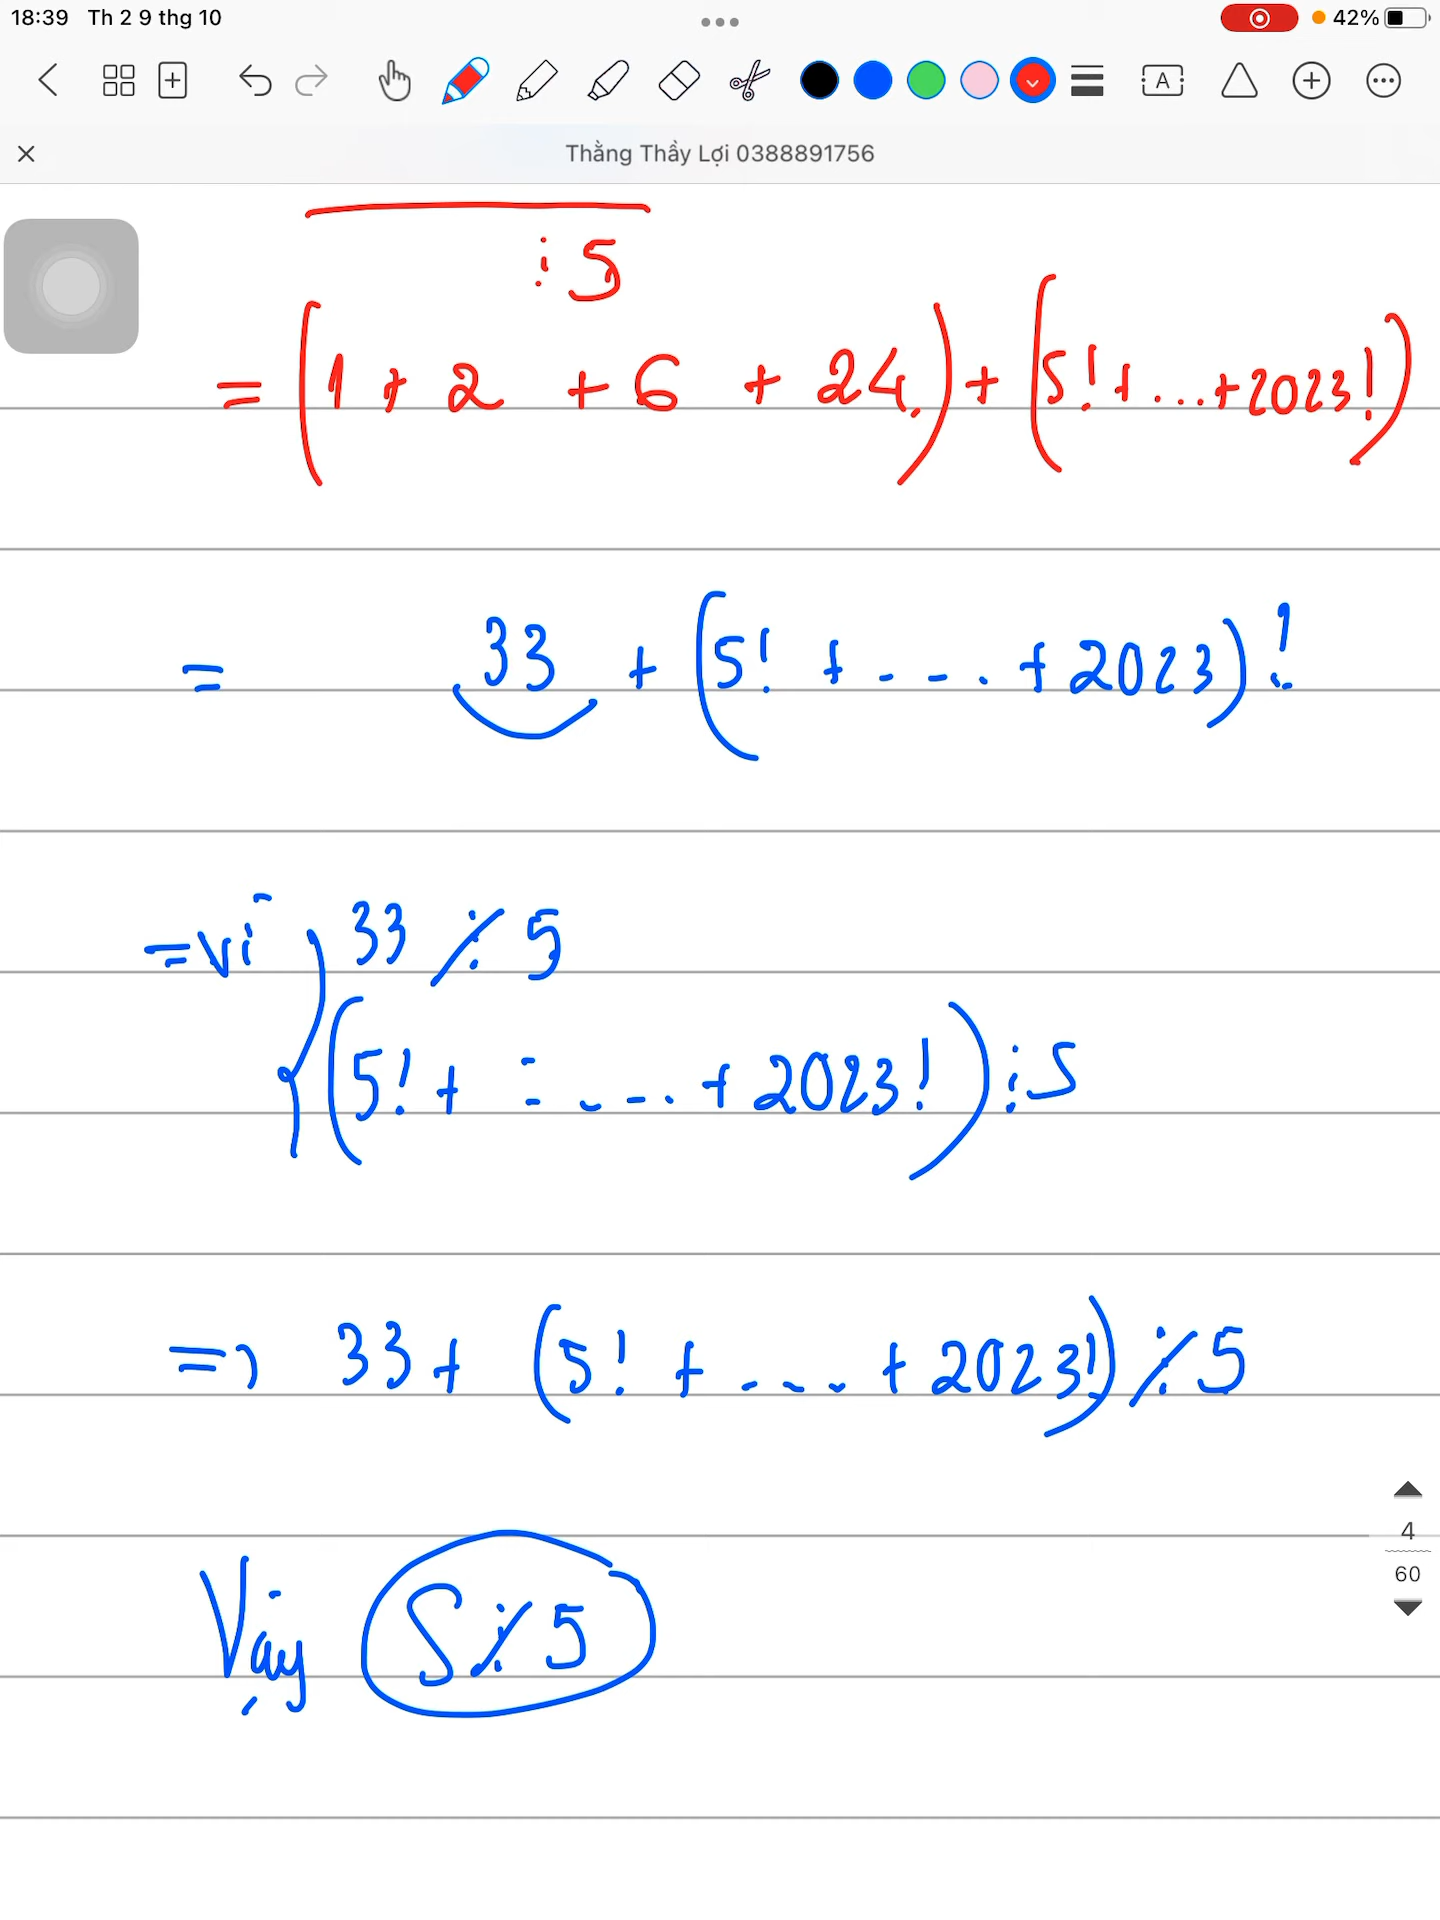 18:39 Th 2 9 thg 10 42%
A
Thằng Thầy Lợi 0388891756
⋮ 5
= (1 + 2 + 6 + 24) + (5! + ... + 2023!)
= 33 + (5! + ... + 2023)!
= vì 33 ⋮̸ 5
(5! + ... + 2023!) ⋮ 5
=> 33 + (5! + .... + 2023!) ⋮̸ 5
4
60
Vậy S ⋮̸ 5